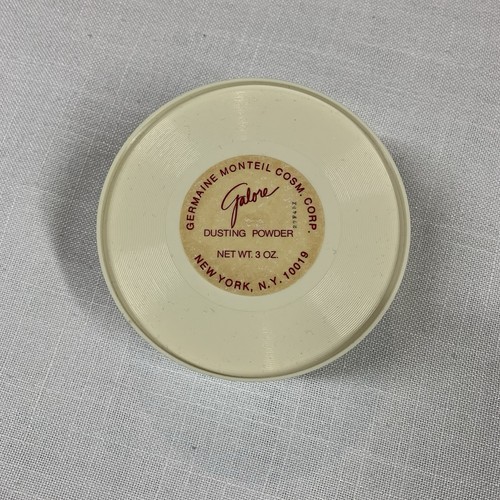 GERMAINE MONTEIL COSM. CORP.
Galore
DUSTING POWDER
NET WT. 3 OZ.
NEW YORK, N.Y. 10019